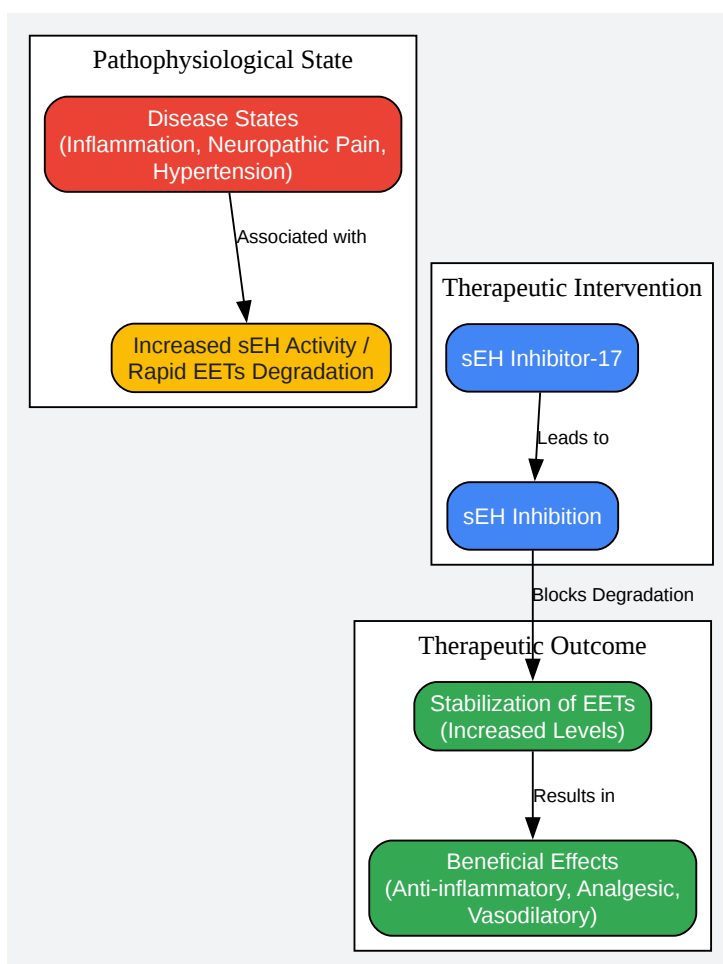 Pathophysiological State
Disease States
(Inflammation, Neuropathic Pain,
Hypertension)
Associated with
Increased sEH Activity /
Rapid EETs Degradation
Therapeutic Intervention
sEH Inhibitor-17
Leads to
sEH Inhibition
Blocks Degradation
Therapeutic Outcome
Stabilization of EETs
(Increased Levels)
Results in
Beneficial Effects
(Anti-inflammatory, Analgesic,
Vasodilatory)